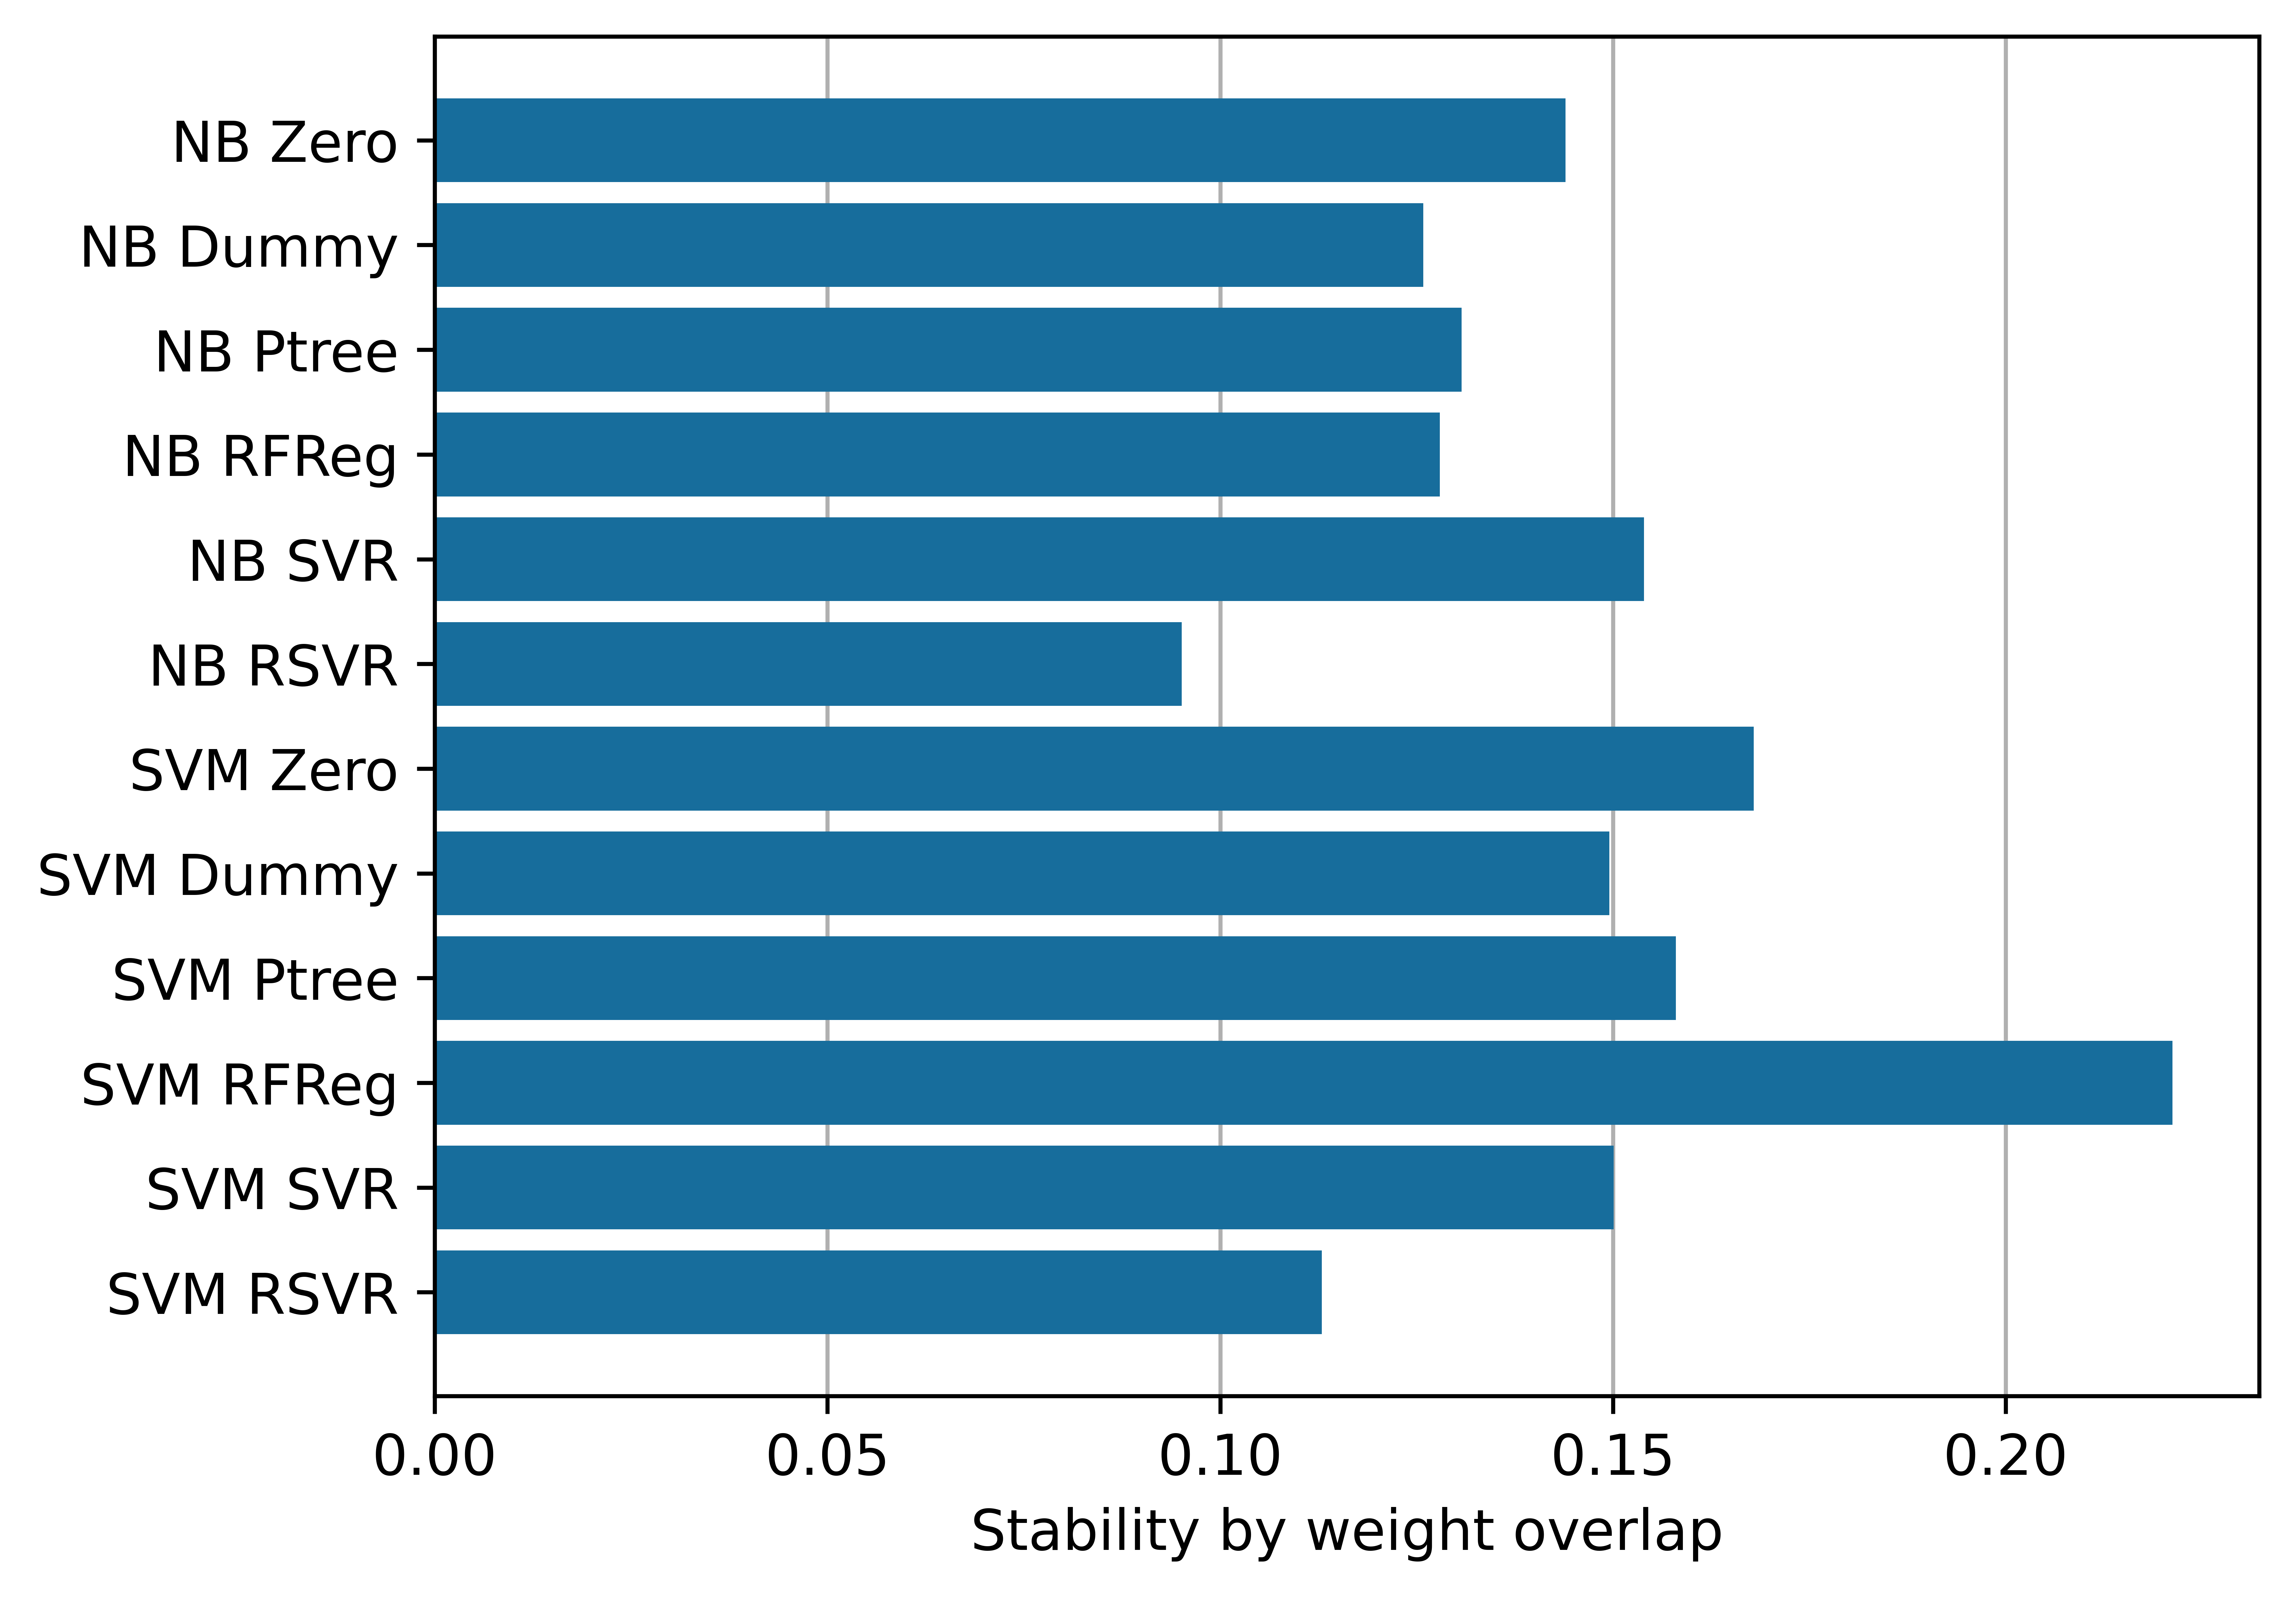 NB Zero
NB Dummy
NB Ptree
NB RFReg
NB SVR
NB RSVR
SVM Zero
SVM Dummy
SVM Ptree
SVM RFReg
SVM SVR
SVM RSVR
0.00 0.05 0.10 0.15 0.20
Stability by weight overlap